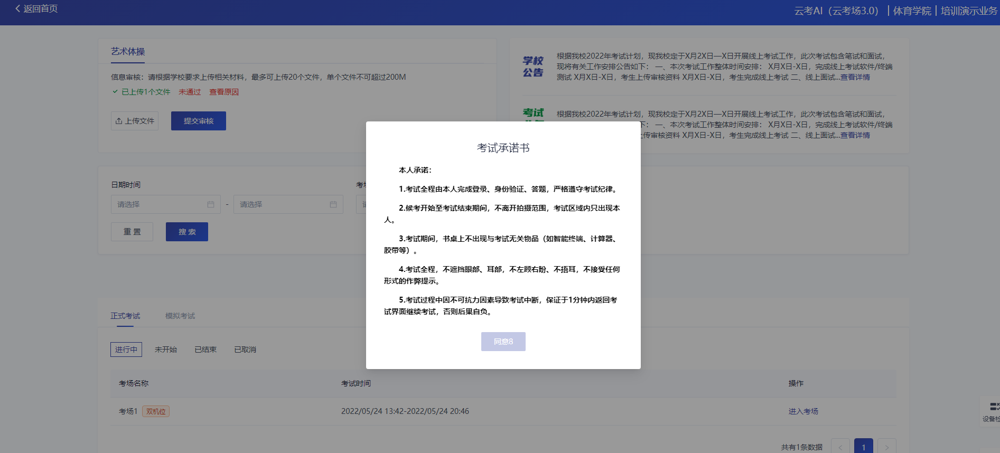 返回首页
云考AI（云考场3.0）｜体育学院｜培训演示业务
艺术体操
信息审核：请根据学校要求上传相关材料，最多可上传20个文件，单个文件不可超过200M
已上传1个文件 未通过 查看原因
上传文件 提交审核
学校
公告
根据我校2022年考试计划，现我校定于X月2X日—X日开展线上考试工作，此次考试包含笔试和面试，
现将有关工作安排公告如下： 一、本次考试工作整体时间安排： X月X日-X日，完成线上考试软件/终端
测试 X月X日-X日，考生上传审核资料 X月X日-X日，考生完成线上考试 二、线上面试...查看详情
考试
根据我校2022年考试计划，现我校定于X月2X日—X日开展线上考试工作，此次考试包含笔试和面试，
下： 一、本次考试工作整体时间安排： X月X日-X日，完成线上考试软件/终端
上传审核资料 X月X日-X日，考生完成线上考试 二、线上面试...查看详情
日期时间
考场
请选择 - 请选择
重 置 搜 索
考试承诺书
本人承诺：
1.考试全程由本人完成登录、身份验证、答题，严格遵守考试纪律。
2.候考开始至考试结束期间，不离开拍摄范围，考试区域内只出现本
人。
3.考试期间，书桌上不出现与考试无关物品（如智能终端、计算器、
胶带等）。
4.考试全程，不遮挡眼部、耳部，不左顾右盼、不捂耳，不接受任何
形式的作弊提示。
5.考试过程中因不可抗力因素导致考试中断，保证于1分钟内返回考
试界面继续考试，否则后果自负。
同意8
正式考试 模拟考试
进行中 未开始 已结束 已取消
考场名称 考试时间 操作
考场1 双机位 2022/05/24 13:42-2022/05/24 20:46 进入考场
设备检
共有1条数据 < 1 >